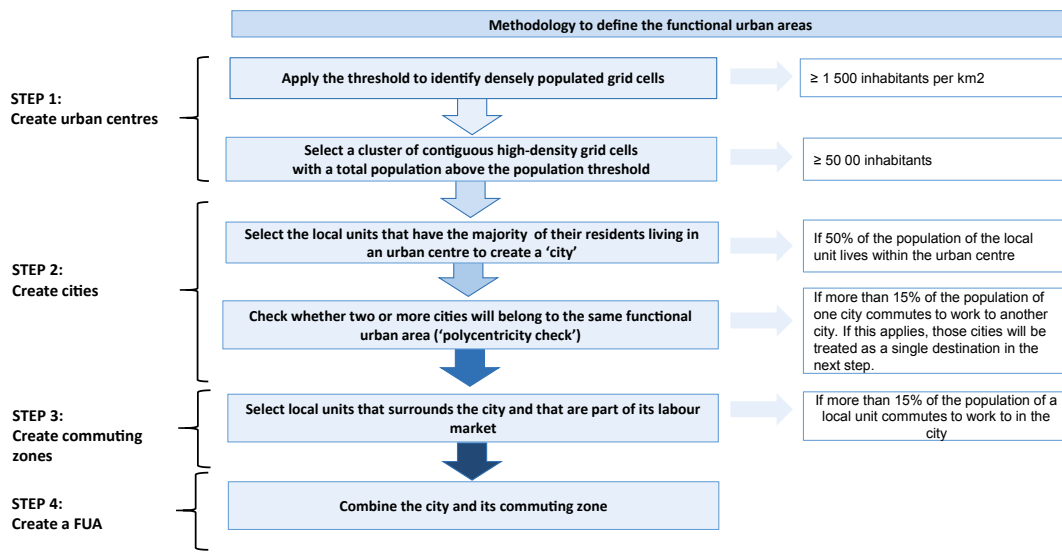 Methodology to define the functional urban areas
STEP 1:
Create urban centres
Apply the threshold to identify densely populated grid cells
≥ 1 500 inhabitants per km2
Select a cluster of contiguous high-density grid cells
with a total population above the population threshold
≥ 50 00 inhabitants
STEP 2:
Create cities
Select the local units that have the majority of their residents living in
an urban centre to create a ‘city’
If 50% of the population of the local
unit lives within the urban centre
Check whether two or more cities will belong to the same functional
urban area (‘polycentricity check’)
If more than 15% of the population of
one city commutes to work to another
city. If this applies, those cities will be
treated as a single destination in the
next step.
STEP 3:
Create commuting
zones
Select local units that surrounds the city and that are part of its labour
market
If more than 15% of the population of a
local unit commutes to work to in the
city
STEP 4:
Create a FUA
Combine the city and its commuting zone